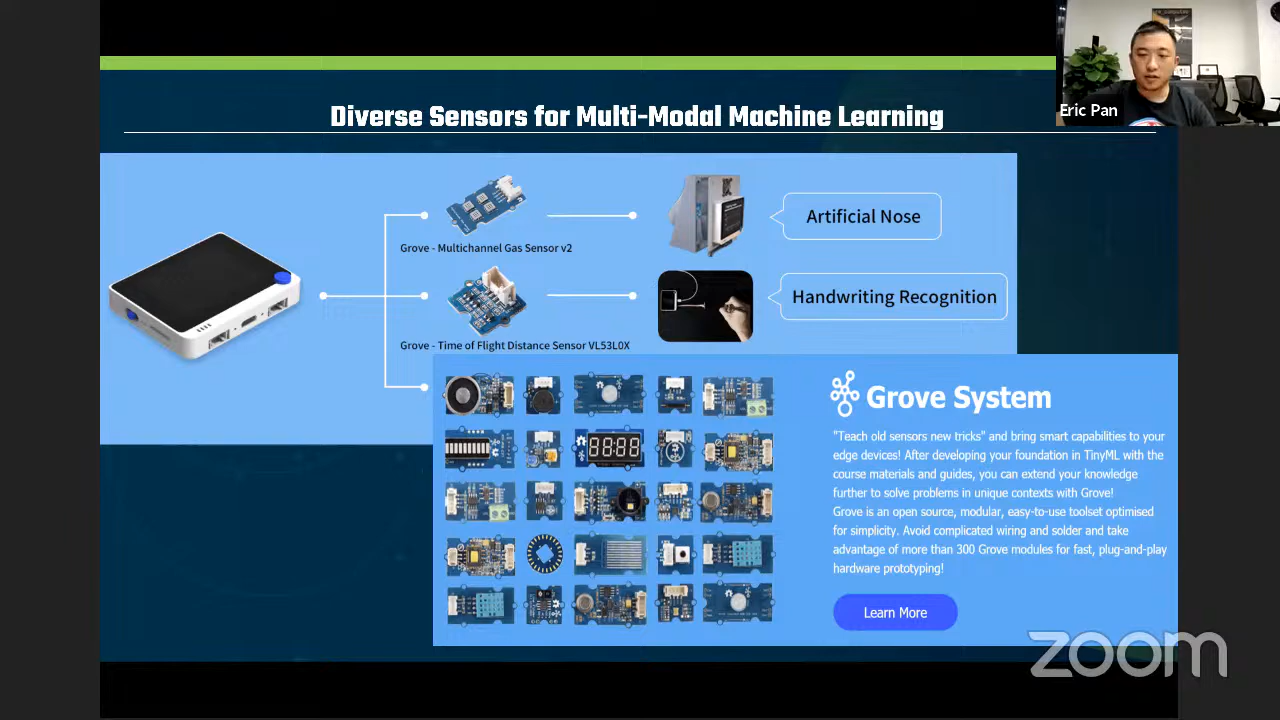 Diverse Sensors for Multi-Modal Machine Learning
Eric Pan
Grove - Multichannel Gas Sensor v2
Artificial Nose
Grove - Time of Flight Distance Sensor VL53L0X
Handwriting Recognition
Grove System
"Teach old sensors new tricks" and bring smart capabilities to your
edge devices! After developing your foundation in TinyML with the
course materials and guides, you can extend your knowledge
further to solve problems in unique contexts with Grove!
Grove is an open source, modular, easy-to-use toolset optimised
for simplicity. Avoid complicated wiring and solder and take
advantage of more than 300 Grove modules for fast, plug-and-play
hardware prototyping!
Learn More
zoom